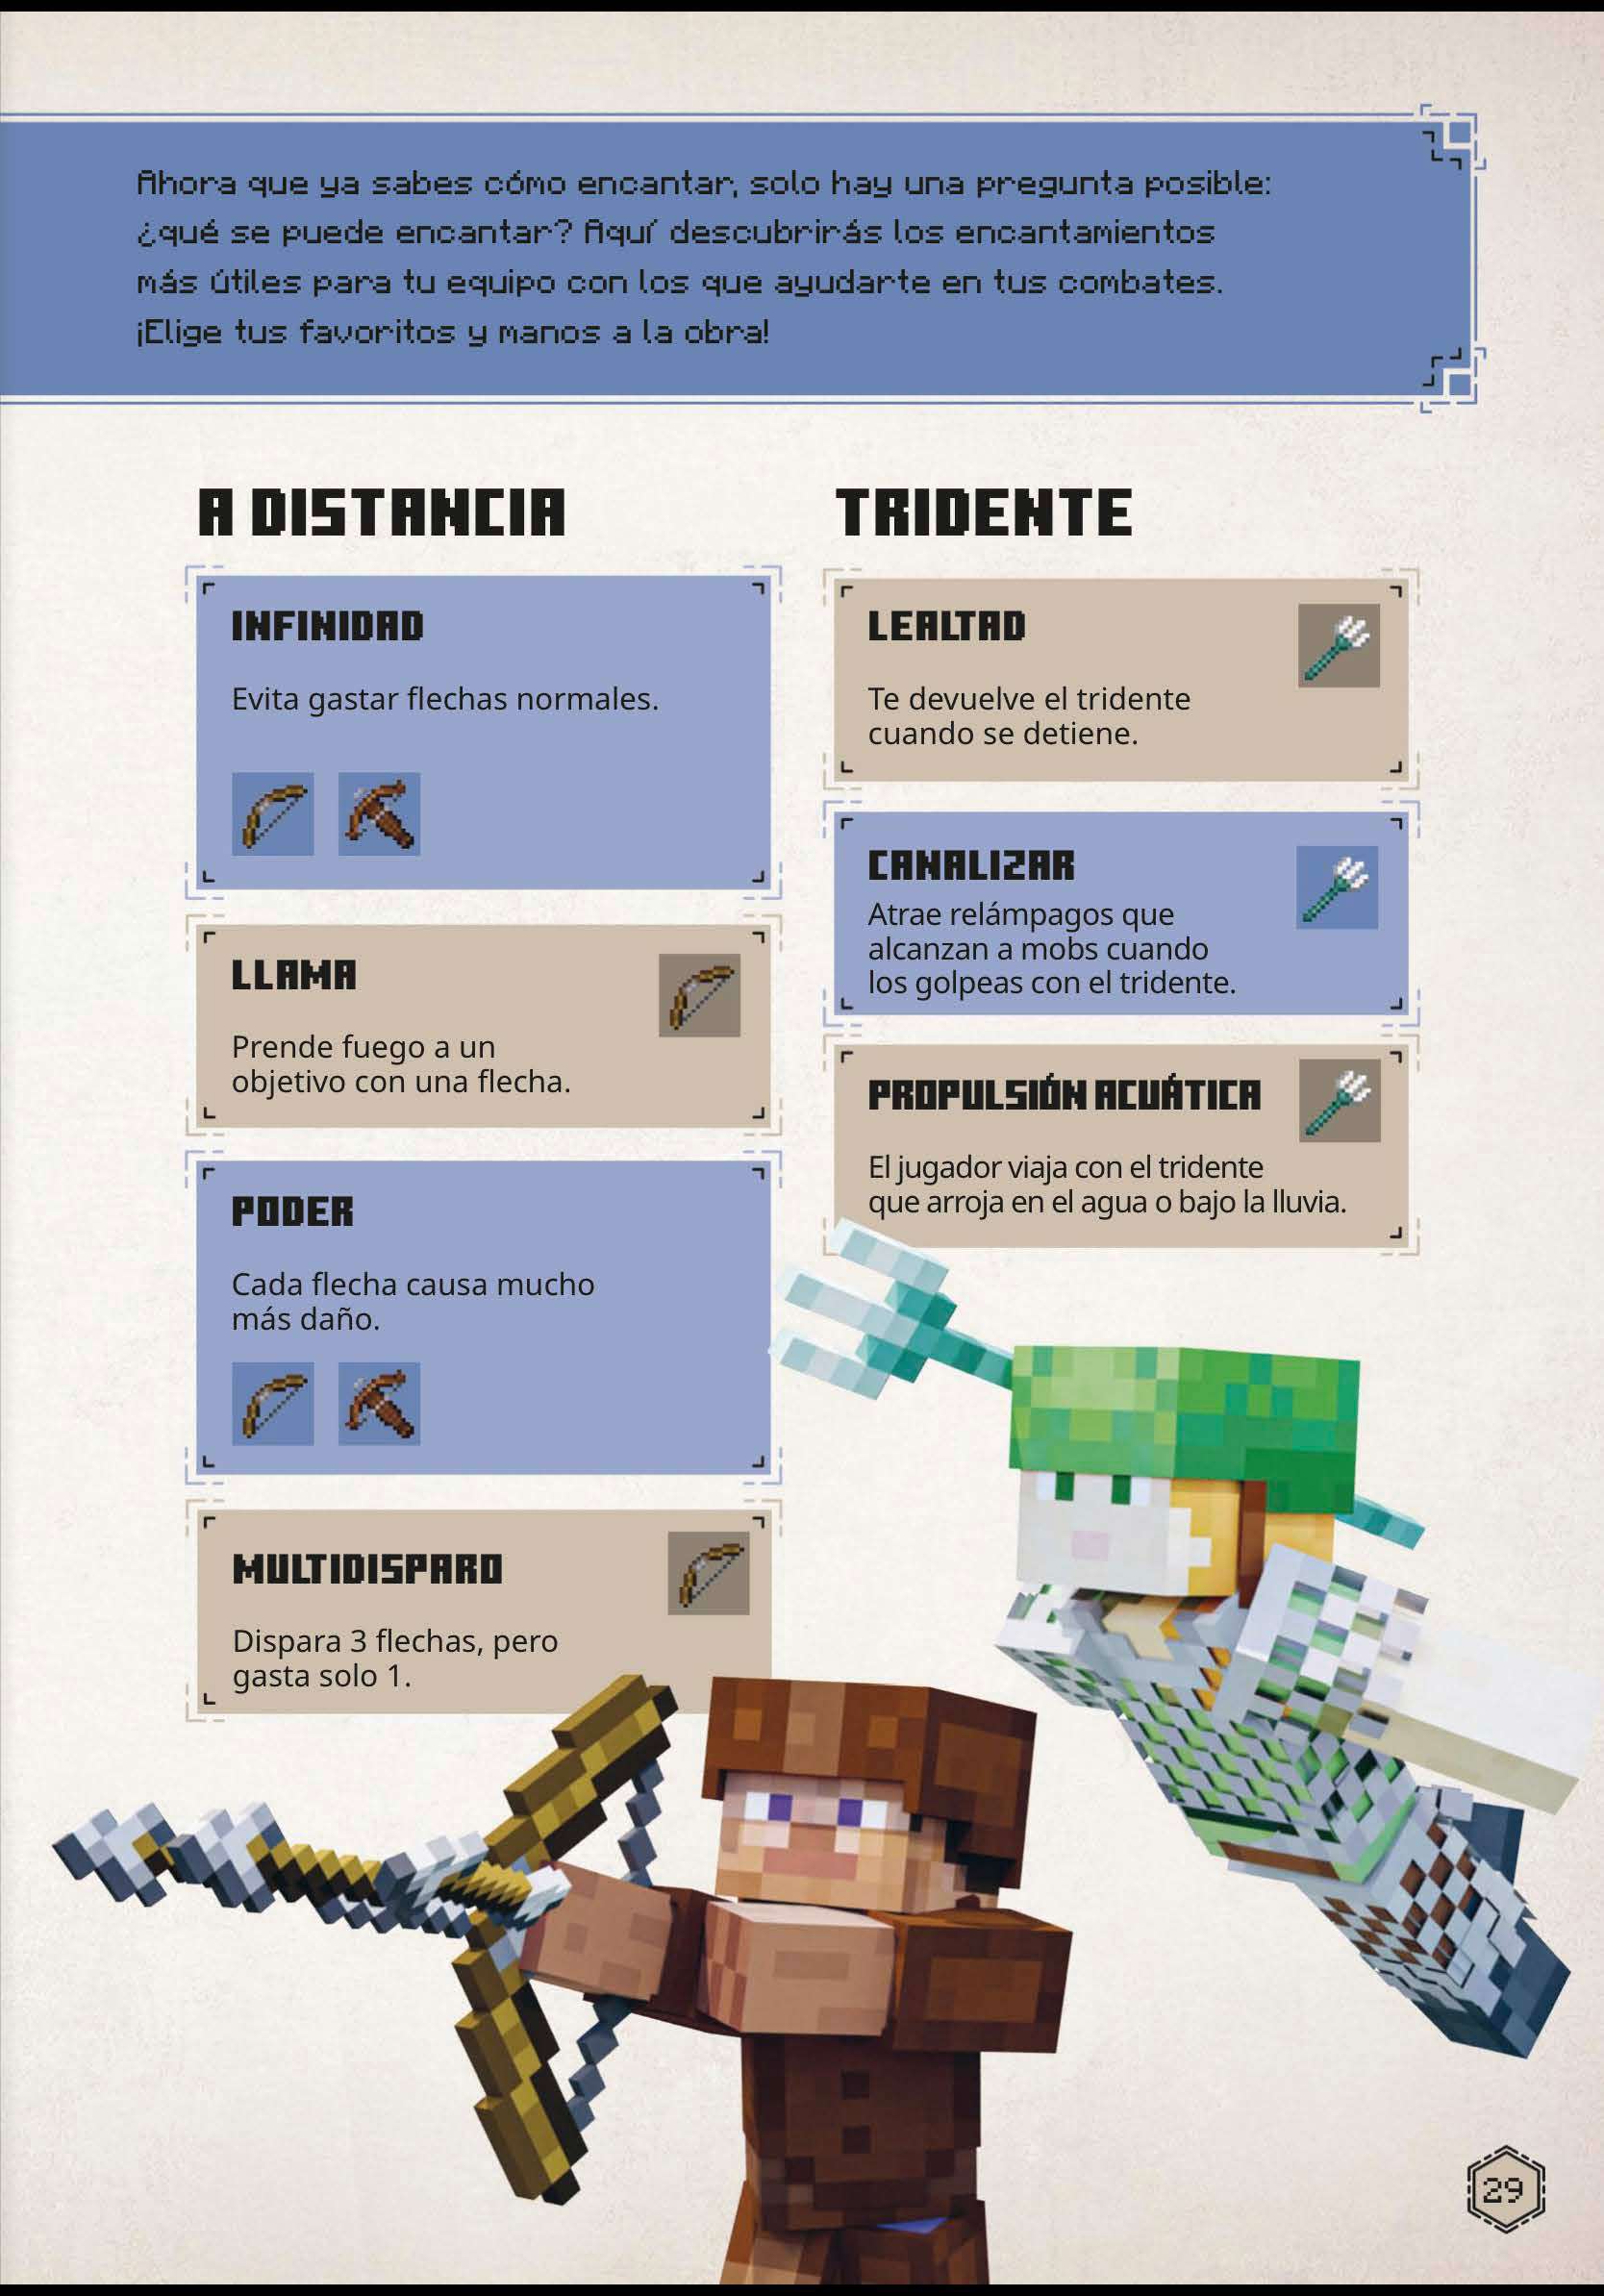 Ahora que ya sabes cómo encantar, solo hay una pregunta posible:
¿qué se puede encantar? Aquí descubrirás los encantamientos
más útiles para tu equipo con los que ayudarte en tus combates.
¡Elige tus favoritos y manos a la obra!
A DISTANCIA
INFINIDAD
Evita gastar flechas normales.
LLAMA
Prende fuego a un
objetivo con una flecha.
PODER
Cada flecha causa mucho
más daño.
MULTIDISPARO
Dispara 3 flechas, pero
gasta solo 1.
TRIDENTE
LEALTAD
Te devuelve el tridente
cuando se detiene.
CANALIZAR
Atrae relámpagos que
alcanzan a mobs cuando
los golpeas con el tridente.
PROPULSIÓN ACUÁTICA
El jugador viaja con el tridente
que arroja en el agua o bajo la lluvia.
29